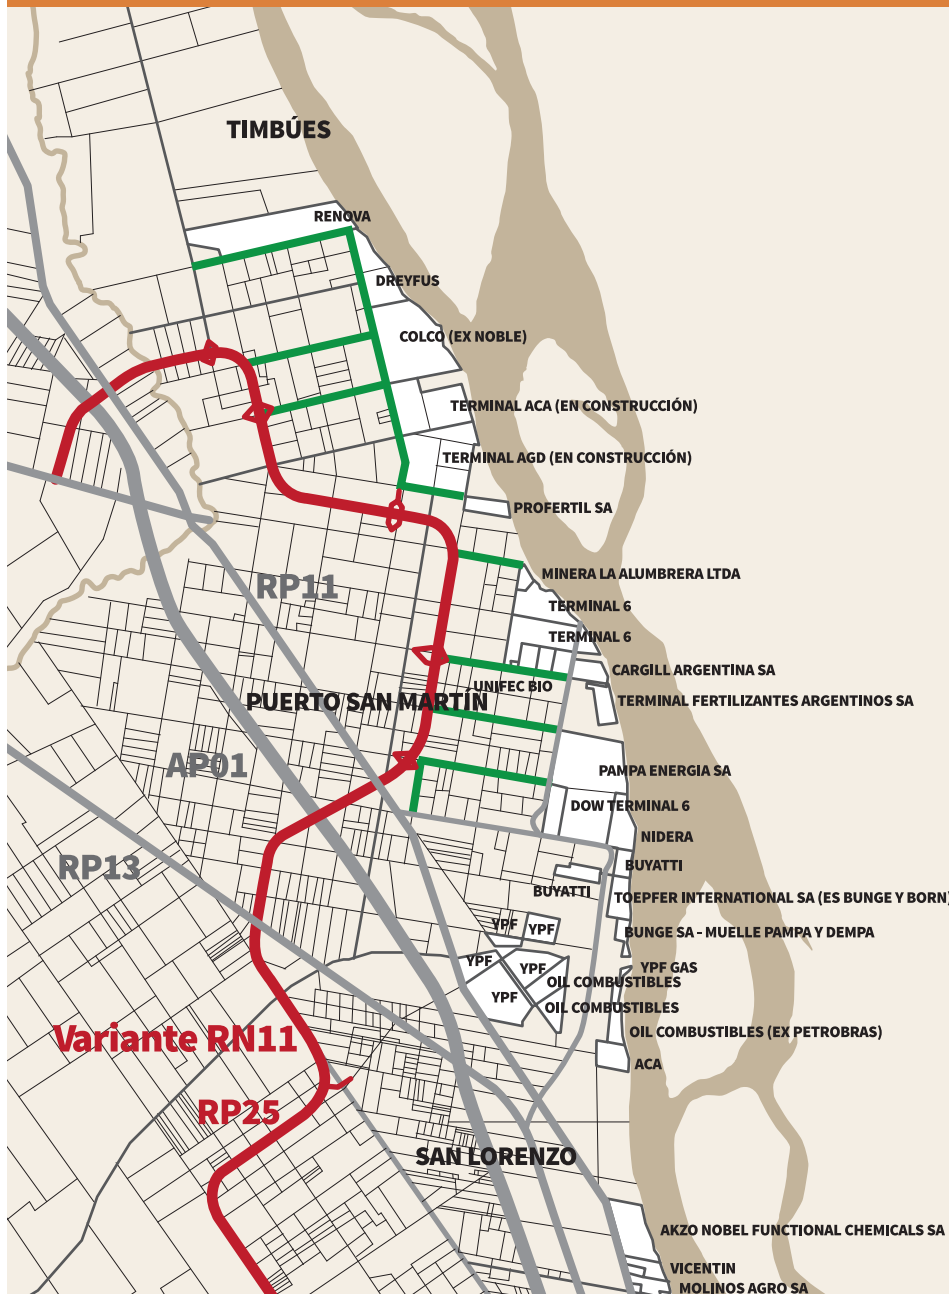 TIMBÚES
RENOVA
DREYFUS
COLCO (EX NOBLE)
TERMINAL ACA (EN CONSTRUCCIÓN)
TERMINAL AGD (EN CONSTRUCCIÓN)
PROFERTIL SA
MINERA LA ALUMBRERA LTDA
RP11
TERMINAL 6
TERMINAL 6
CARGILL ARGENTINA SA
UNIFEC BIO
PUERTO SAN MARTÍN
TERMINAL FERTILIZANTES ARGENTINOS SA
AP01
PAMPA ENERGIA SA
DOW TERMINAL 6
NIDERA
RP13
BUYATTI
BUYATTI
TOEPFER INTERNATIONAL SA (ES BUNGE Y BORN)
YPF
YPF
BUNGE SA - MUELLE PAMPA Y DEMPA
YPF
YPF
YPF GAS
OIL COMBUSTIBLES
YPF
OIL COMBUSTIBLES
OIL COMBUSTIBLES (EX PETROBRAS)
Variante RN11
ACA
RP25
SAN LORENZO
AKZO NOBEL FUNCTIONAL CHEMICALS SA
VICENTIN
MOLINOS AGRO SA